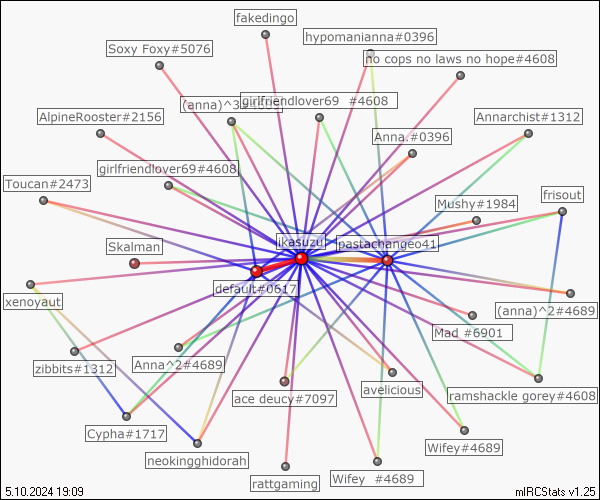 fakedingo
hypomanianna#0396
Soxy Foxy#5076
no cops no laws no hope#4608
(anna)^3
girlfriendlover69 #4608
AlpineRooster#2156
Annarchist#1312
Anna.#0396
girlfriendlover69#4608
Toucan#2473
frisout
Mushy#1984
Skalman
ikasuzu
pastachangeo41
default#0617
xenoyaut
(anna)^2#4689
Mad #6901
zibbits#1312
Anna^2#4689
avelicious
ace deucy#7097
ramshackle gorey#4608
Cypha#1717
Wifey#4689
neokingghidorah
rattgaming
Wifey #4689
5.10.2024 19:09
mIRCStats v1.25